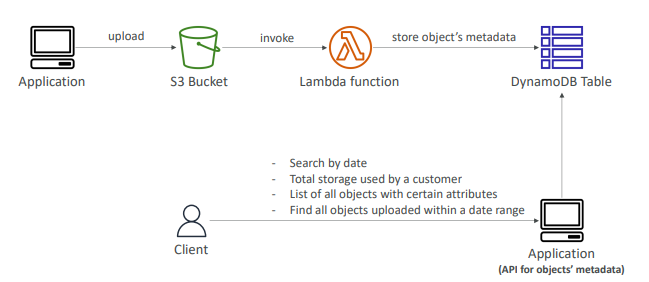 upload
invoke
store object's metadata
Application
S3 Bucket
Lambda function
DynamoDB Table
- Search by date
- Total storage used by a customer
- List of all objects with certain attributes
- Find all objects uploaded within a date range
Client
Application
(API for objects' metadata)